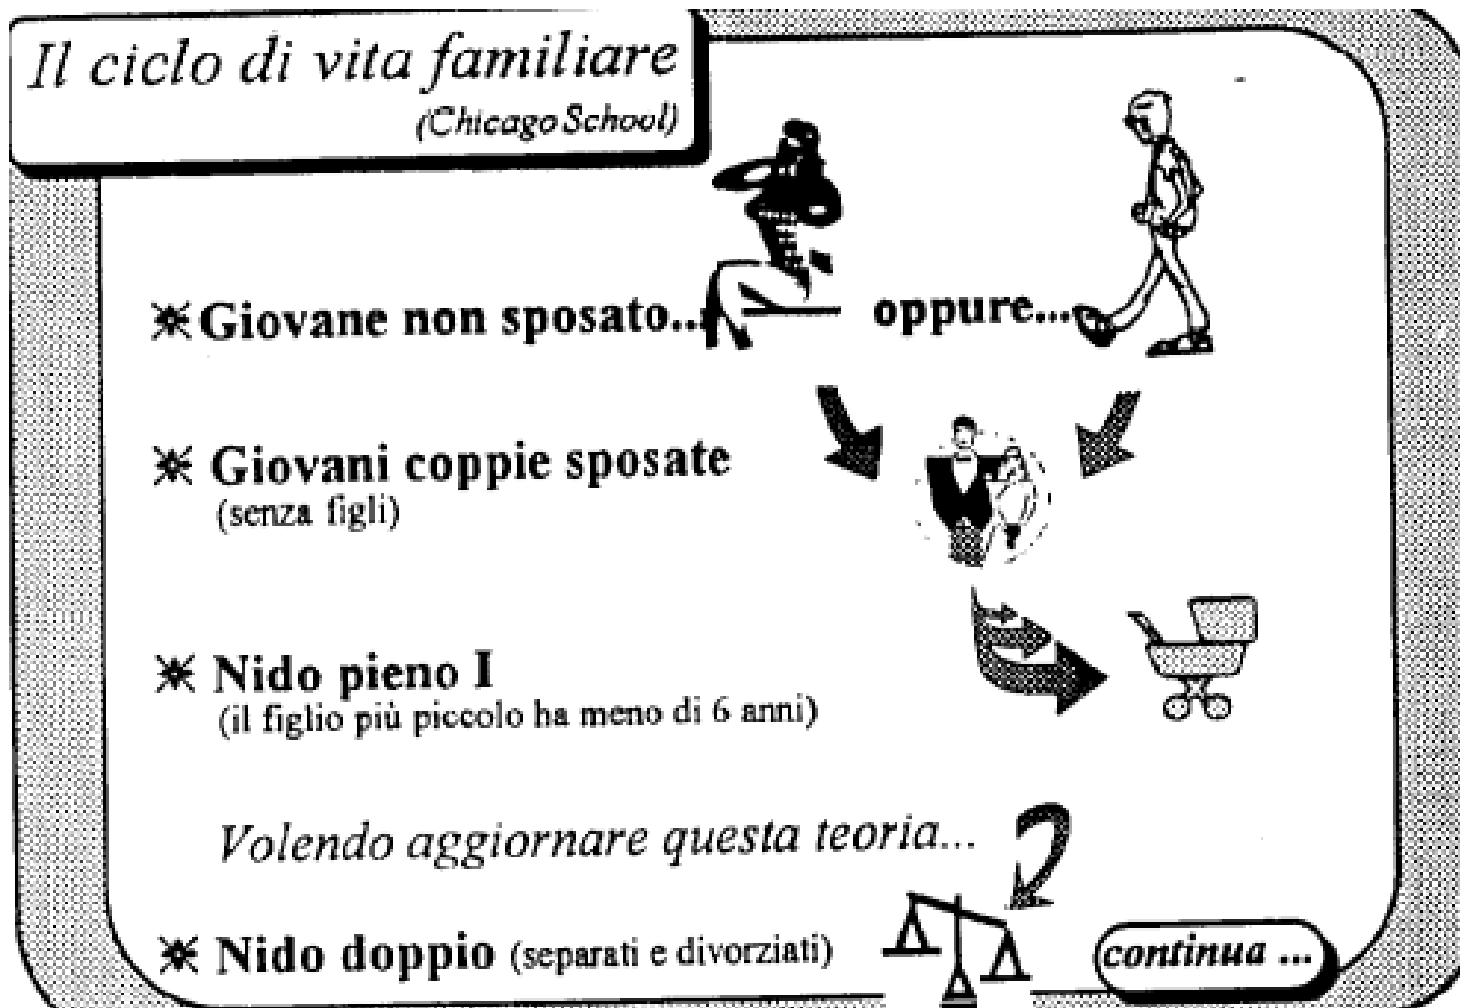 Il ciclo di vita familiare
(Chicago School)
Giovane non sposato... oppure...
Giovani coppie sposate
(senza figli)
Nido pieno I
(il figlio più piccolo ha meno di 6 anni)
Volendo aggiornare questa teoria...
Nido doppio (separati e divorziati)
continua ...